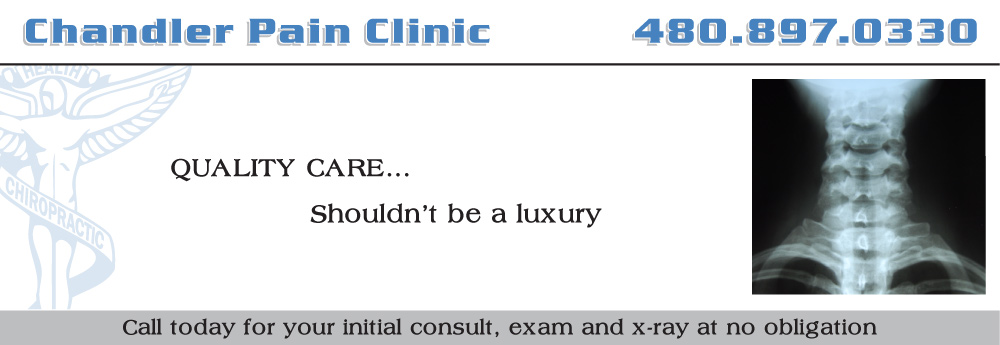 Chandler Pain Clinic
480.897.0330
HEALTH
CHIROPRACTIC
QUALITY CARE...
Shouldn't be a luxury
Call today for your initial consult, exam and x-ray at no obligation